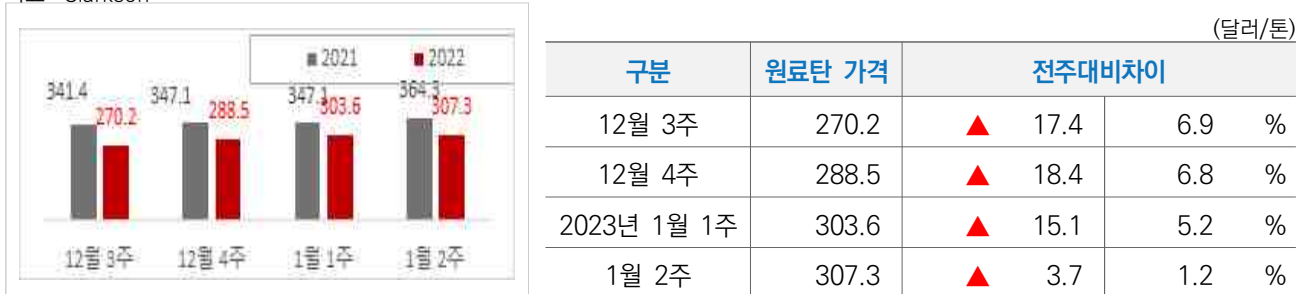 (달러/톤)
■ 2021 ■ 2022
341.4 270.2 347.1 288.5 347.1 303.6 364.3 307.3
12월 3주 12월 4주 1월 1주 1월 2주
구분 원료탄 가격 전주대비차이
12월 3주 270.2 ▲ 17.4 6.9 %
12월 4주 288.5 ▲ 18.4 6.8 %
2023년 1월 1주 303.6 ▲ 15.1 5.2 %
1월 2주 307.3 ▲ 3.7 1.2 %